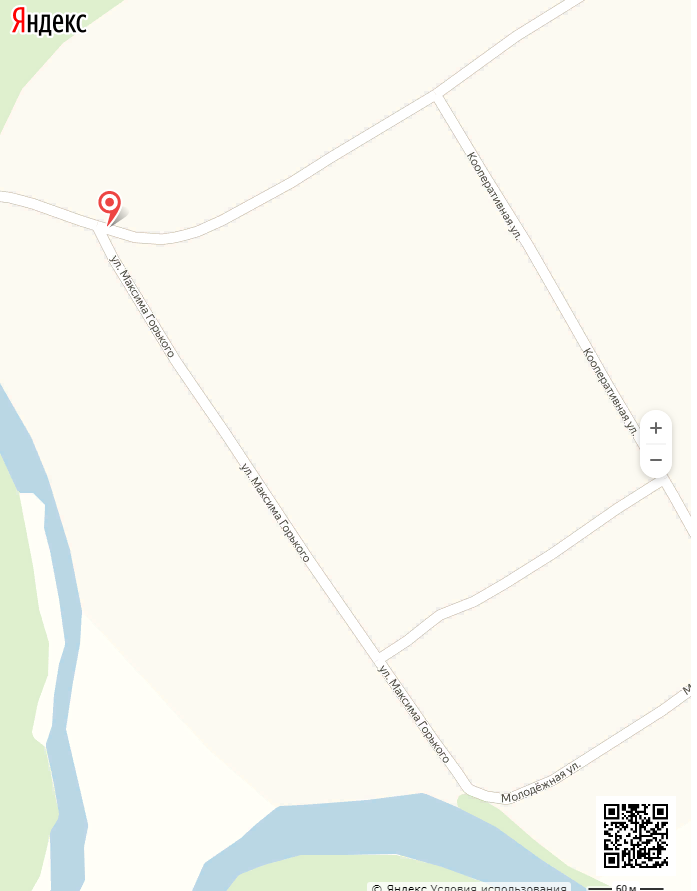 Яндекс
Кооперативная ул.
ул. Максима Горького
Кооперативная ул.
ул. Максима Горького
ул. Максима Горького
М
Молодёжная ул.
© Яндекс Условия использования
60 м